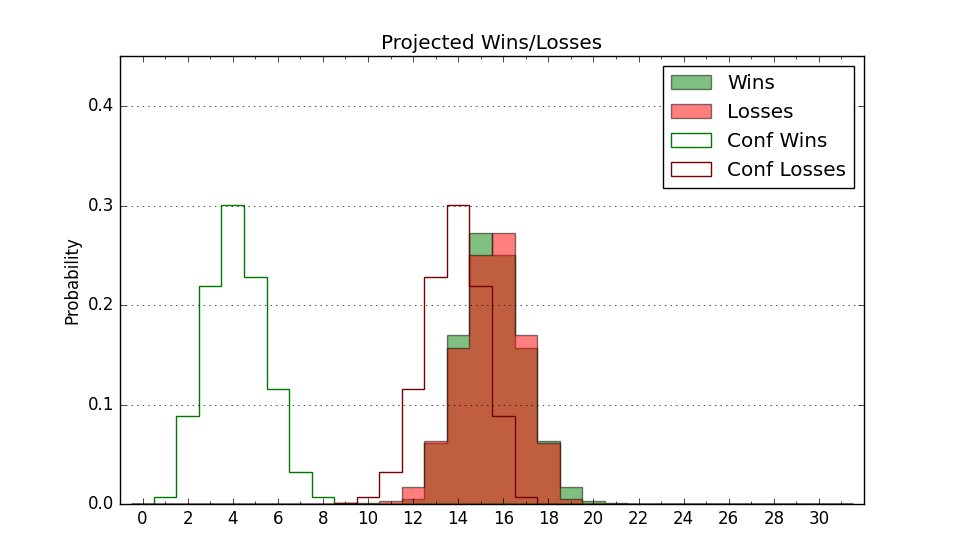 Projected Wins/Losses
Wins
Losses
Conf Wins
Conf Losses
Probability
0.4
0.3
0.2
0.1
0.0
0 2 4 6 8 10 12 14 16 18 20 22 24 26 28 30